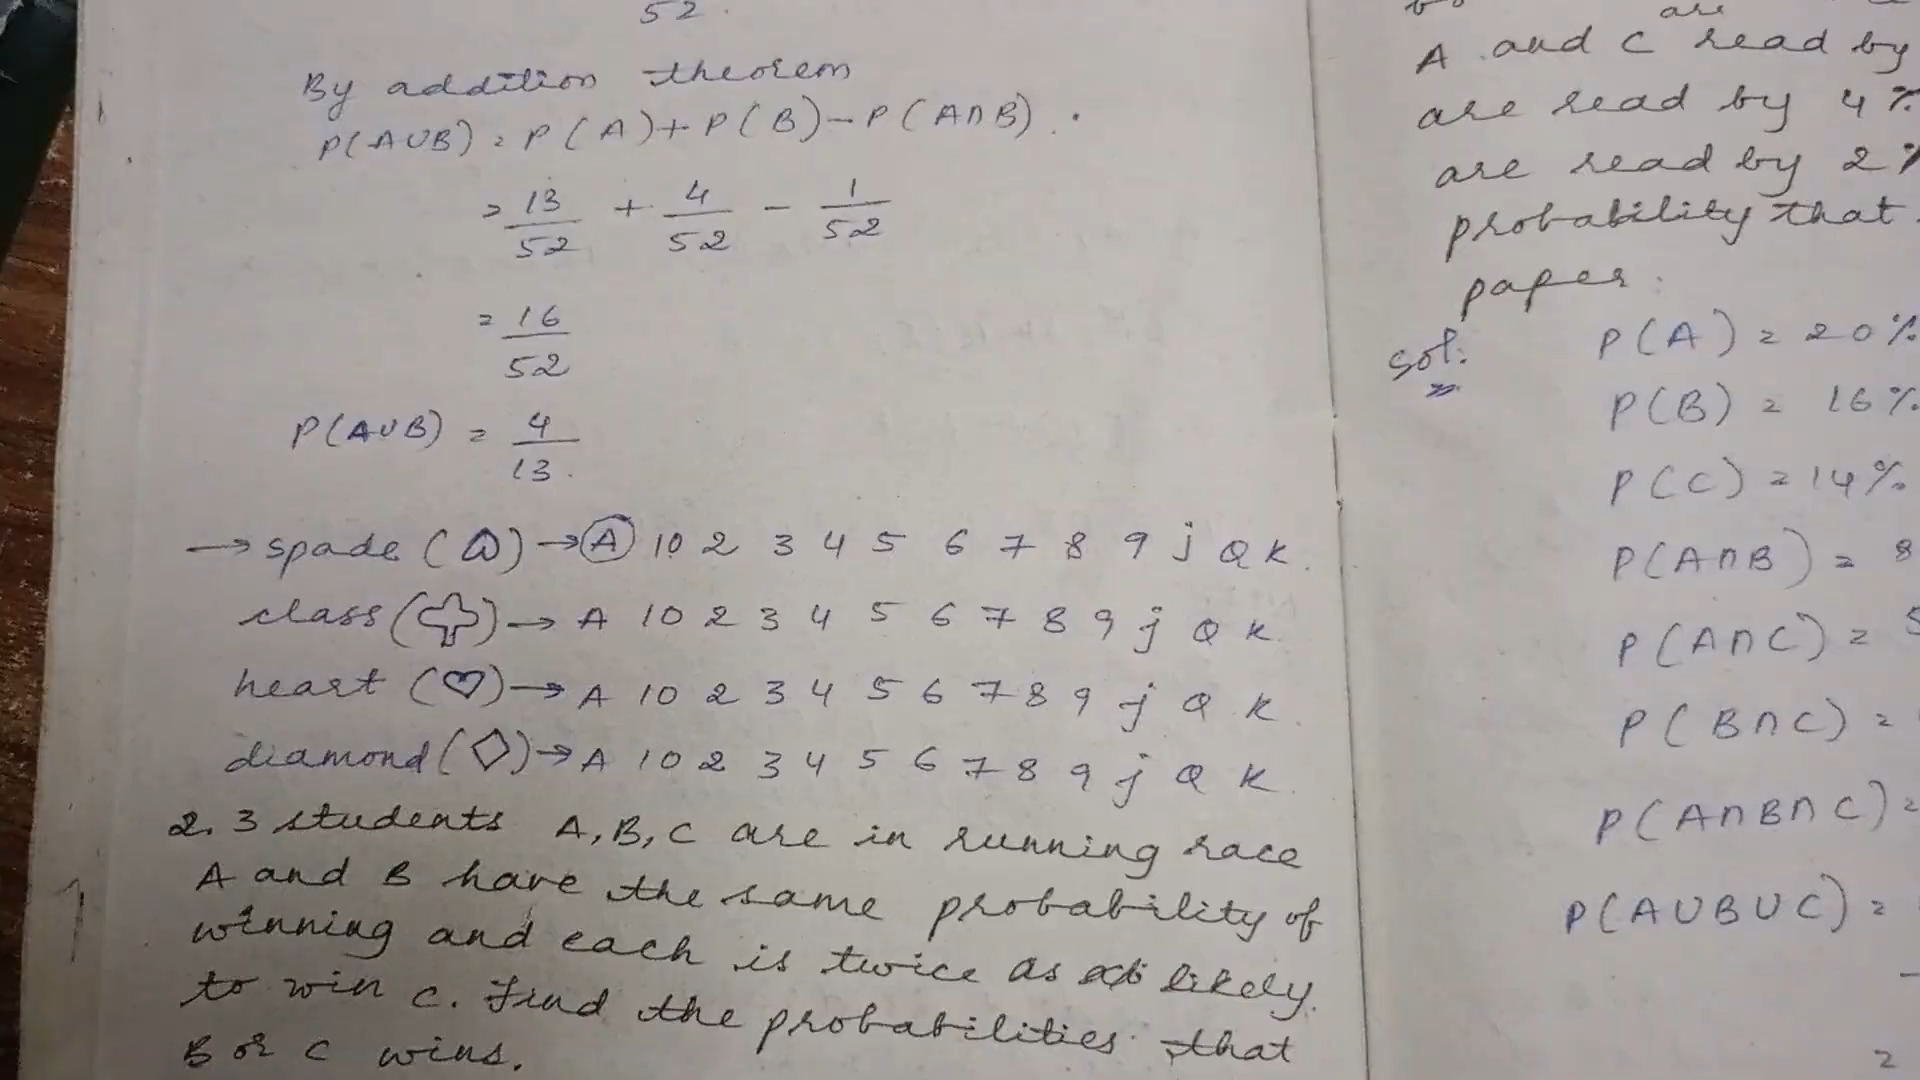 52.
By addition theorem
P(A∪B) = P(A) + P(B) - P(A∩B).
= 13/52 + 4/52 - 1/52
= 16/52
P(A∪B) = 4/13.
→ spade (♤) → A 10 2 3 4 5 6 7 8 9 j Q K.
class (♧) → A 10 2 3 4 5 6 7 8 9 j Q K
heart (♡) → A 10 2 3 4 5 6 7 8 9 j Q K.
diamond (◇) → A 10 2 3 4 5 6 7 8 9 j Q K.
2. 3 students A, B, C are in running race
A and B have the same probability of
winning and each is twice as likely
to win C. Find the probabilities that
B or C wins.
are
A and C read by
are read by 4%
are read by 2%
probability that
paper.
Sol:
P(A) = 20%
P(B) = 16%
P(C) = 14%
P(A∩B) = 8
P(A∩C) = 5
P(B∩C) =
P(A∩B∩C) =
P(A∪B∪C) =
2